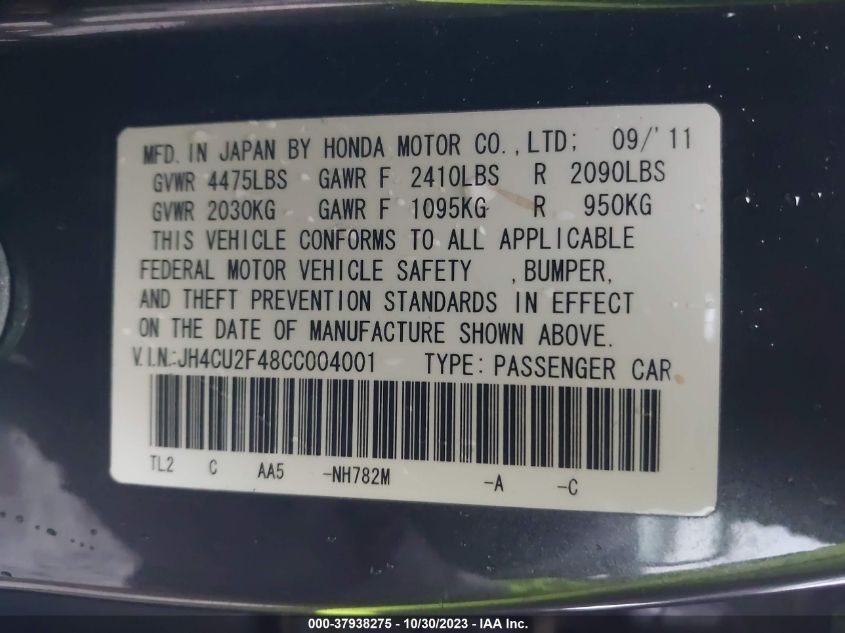 MFD. IN JAPAN BY HONDA MOTOR CO.,LTD; 09/'11
GVWR 4475LBS GAWR F 2410LBS R 2090LBS
GVWR 2030KG GAWR F 1095KG R 950KG
THIS VEHICLE CONFORMS TO ALL APPLICABLE
FEDERAL MOTOR VEHICLE SAFETY ,BUMPER,
AND THEFT PREVENTION STANDARDS IN EFFECT
ON THE DATE OF MANUFACTURE SHOWN ABOVE.
V.I.N.:JH4CU2F48CC004001 TYPE: PASSENGER CAR
TL2 C AA5 -NH782M -A -C
000-37938275 - 10/30/2023 - IAA Inc.